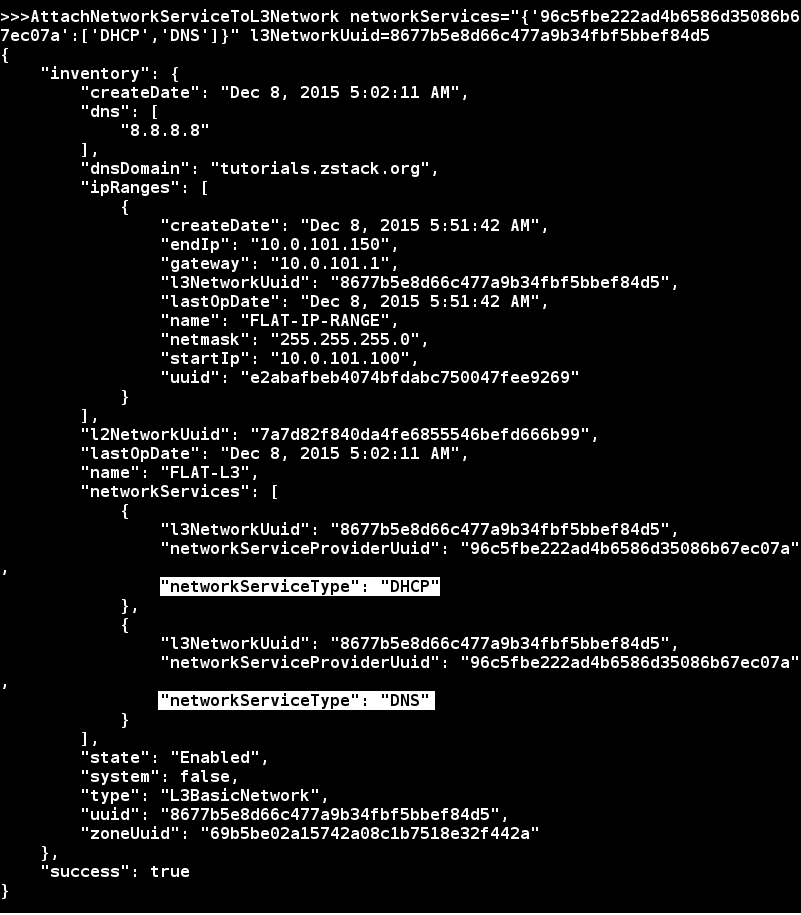 >>>AttachNetworkServiceToL3Network networkServices="{'96c5fbe222ad4b6586d35086b6
7ec07a':['DHCP','DNS']}" l3NetworkUuid=8677b5e8d66c477a9b34fbf5bbef84d5
{
    "inventory": {
        "createDate": "Dec 8, 2015 5:02:11 AM",
        "dns": [
            "8.8.8.8"
        ],
        "dnsDomain": "tutorials.zstack.org",
        "ipRanges": [
            {
                "createDate": "Dec 8, 2015 5:51:42 AM",
                "endIp": "10.0.101.150",
                "gateway": "10.0.101.1",
                "l3NetworkUuid": "8677b5e8d66c477a9b34fbf5bbef84d5",
                "lastOpDate": "Dec 8, 2015 5:51:42 AM",
                "name": "FLAT-IP-RANGE",
                "netmask": "255.255.255.0",
                "startIp": "10.0.101.100",
                "uuid": "e2abafbeb4074bfdabc750047fee9269"
            }
        ],
        "l2NetworkUuid": "7a7d82f840da4fe6855546befd666b99",
        "lastOpDate": "Dec 8, 2015 5:02:11 AM",
        "name": "FLAT-L3",
        "networkServices": [
            {
                "l3NetworkUuid": "8677b5e8d66c477a9b34fbf5bbef84d5",
                "networkServiceProviderUuid": "96c5fbe222ad4b6586d35086b67ec07a"
,
                "networkServiceType": "DHCP"
            },
            {
                "l3NetworkUuid": "8677b5e8d66c477a9b34fbf5bbef84d5",
                "networkServiceProviderUuid": "96c5fbe222ad4b6586d35086b67ec07a"
,
                "networkServiceType": "DNS"
            }
        ],
        "state": "Enabled",
        "system": false,
        "type": "L3BasicNetwork",
        "uuid": "8677b5e8d66c477a9b34fbf5bbef84d5",
        "zoneUuid": "69b5be02a15742a08c1b7518e32f442a"
    },
    "success": true
}